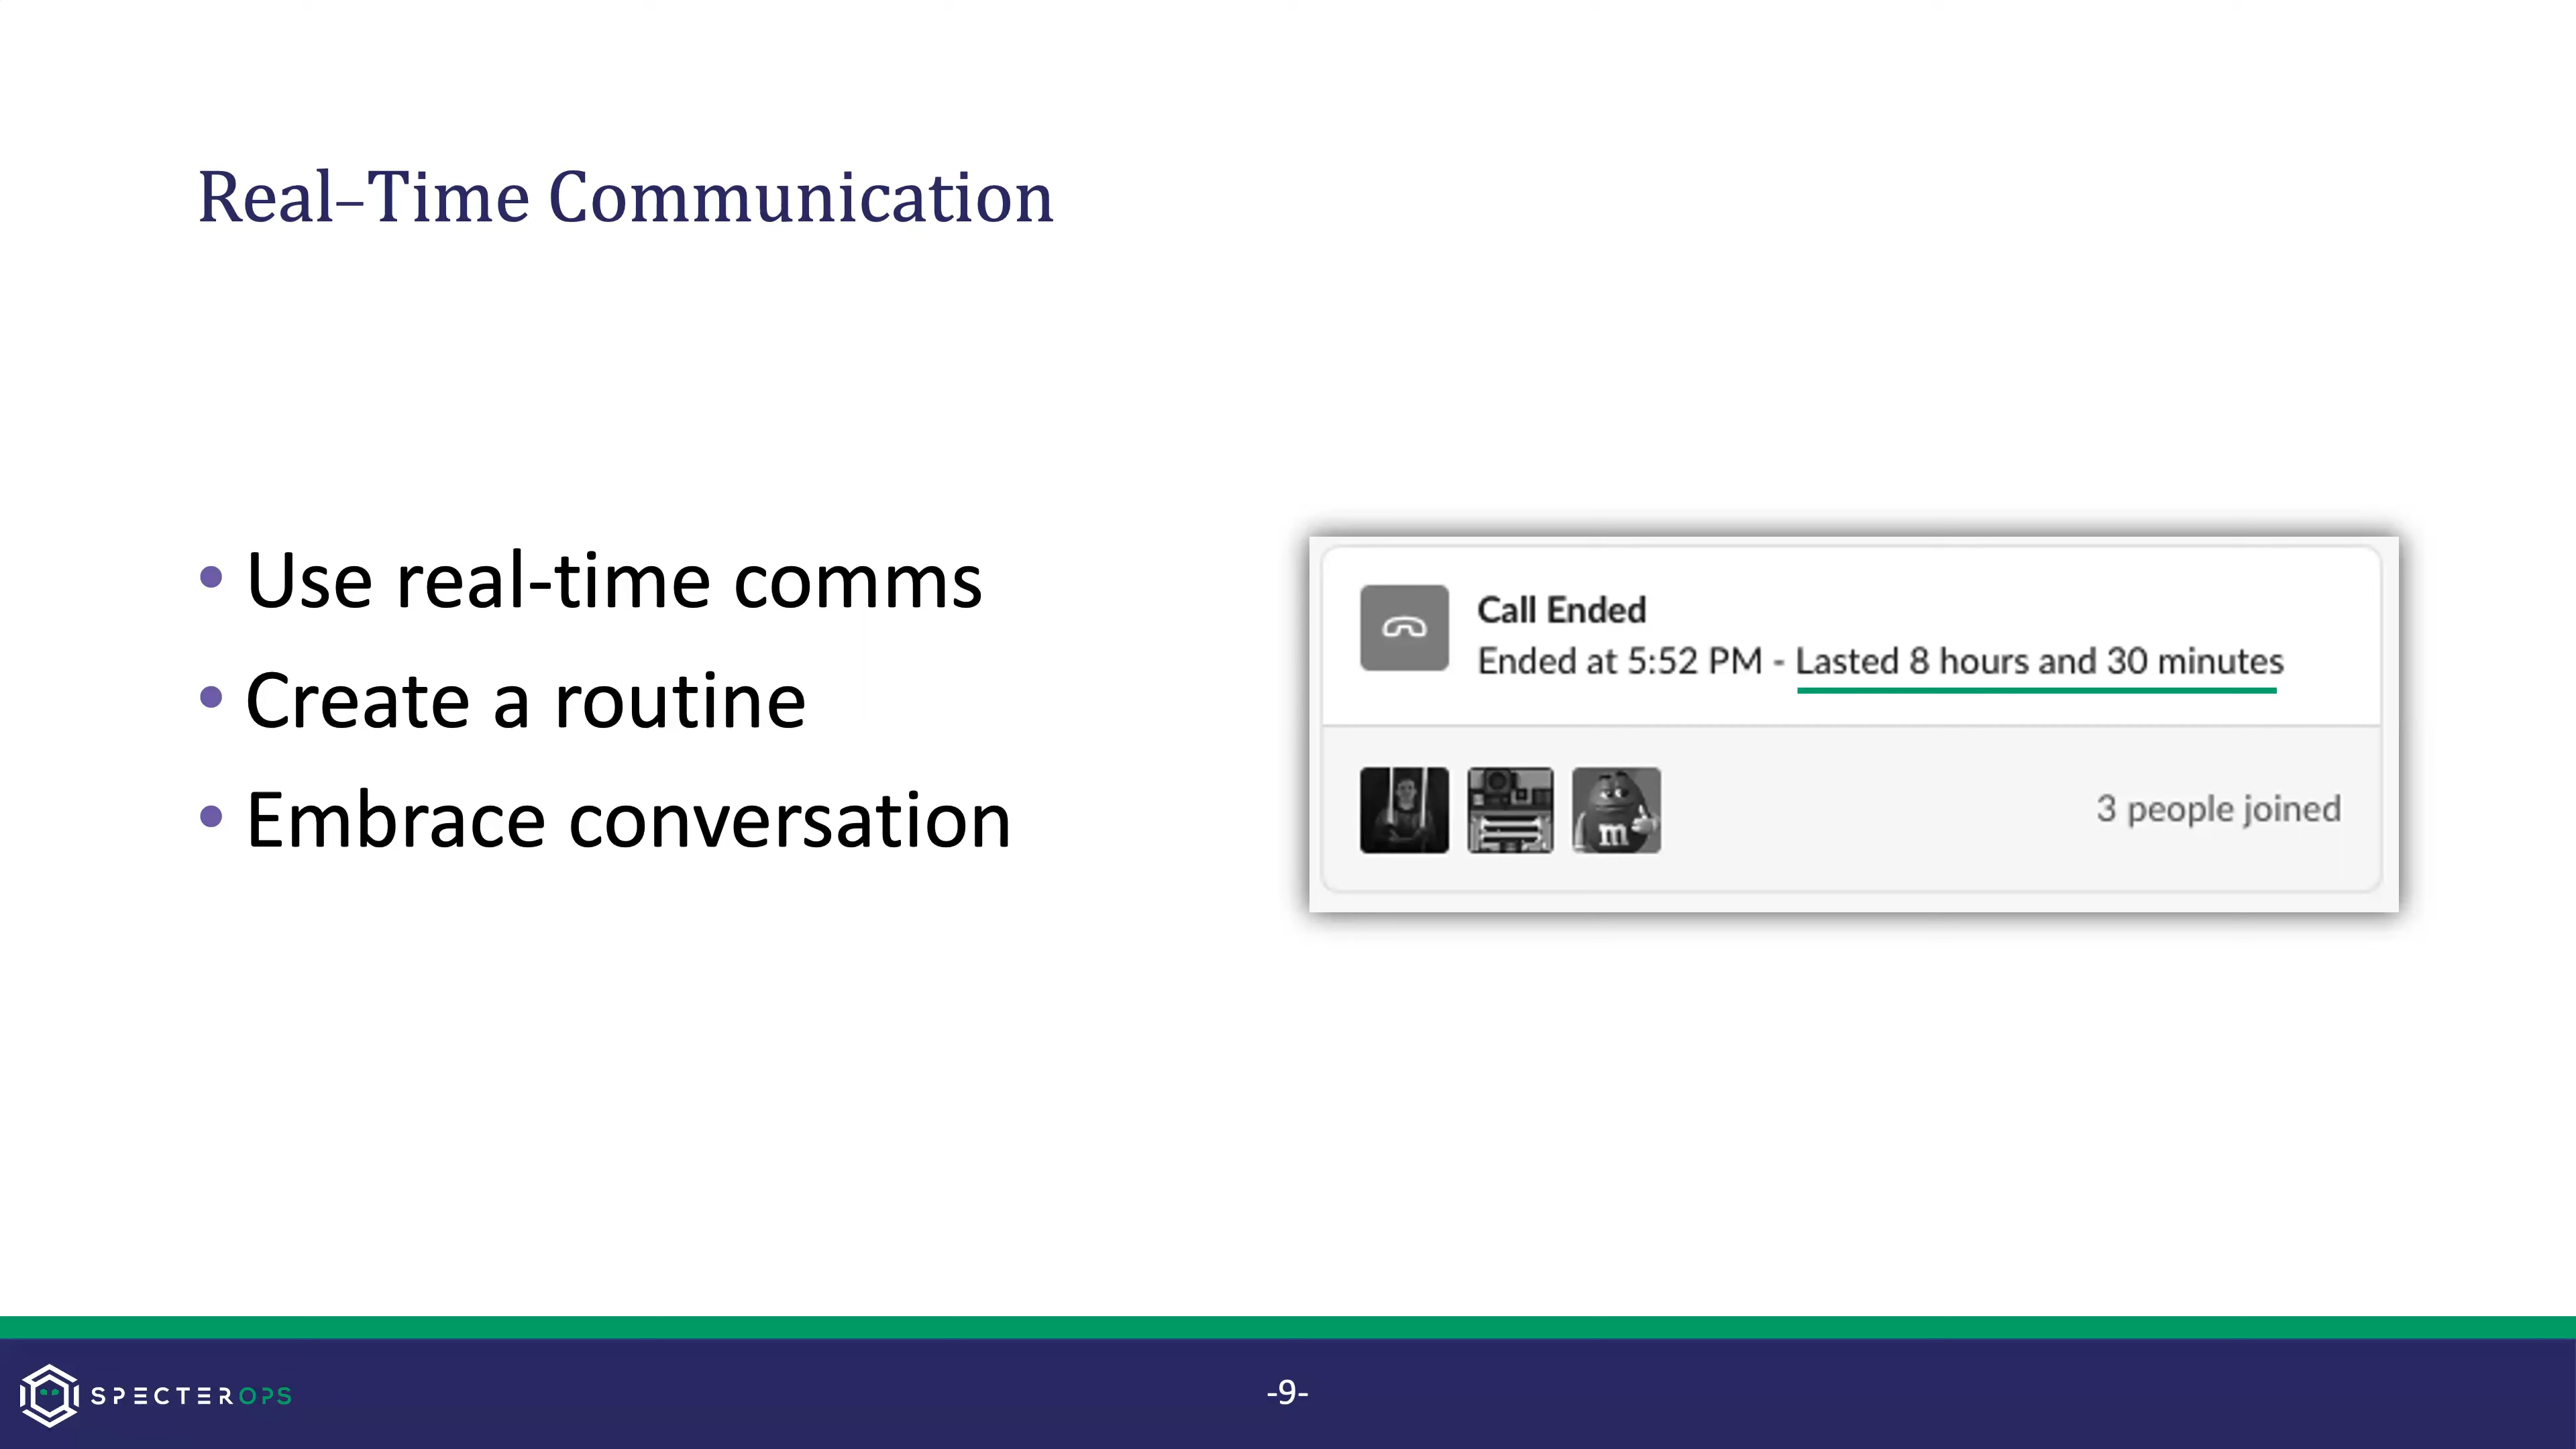 Real–Time Communication
• Use real-time comms
• Create a routine
• Embrace conversation
Call Ended
Ended at 5:52 PM - Lasted 8 hours and 30 minutes
m
3 people joined
SPECTEROPS
-9-